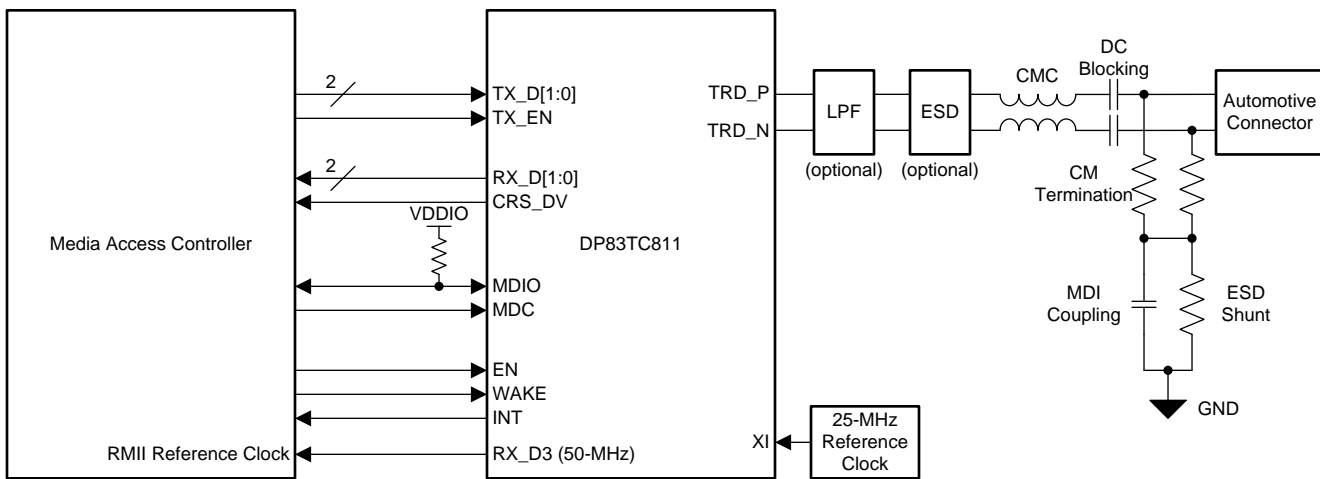 Media Access Controller
RMII Reference Clock
2
2
VDDIO
TX_D[1:0]
TX_EN
RX_D[1:0]
CRS_DV
MDIO
MDC
EN
WAKE
INT
RX_D3 (50-MHz)
DP83TC811
TRD_P
TRD_N
XI
25-MHz
Reference
Clock
LPF
(optional)
ESD
(optional)
CMC
DC
Blocking
Automotive
Connector
CM
Termination
MDI
Coupling
ESD
Shunt
GND